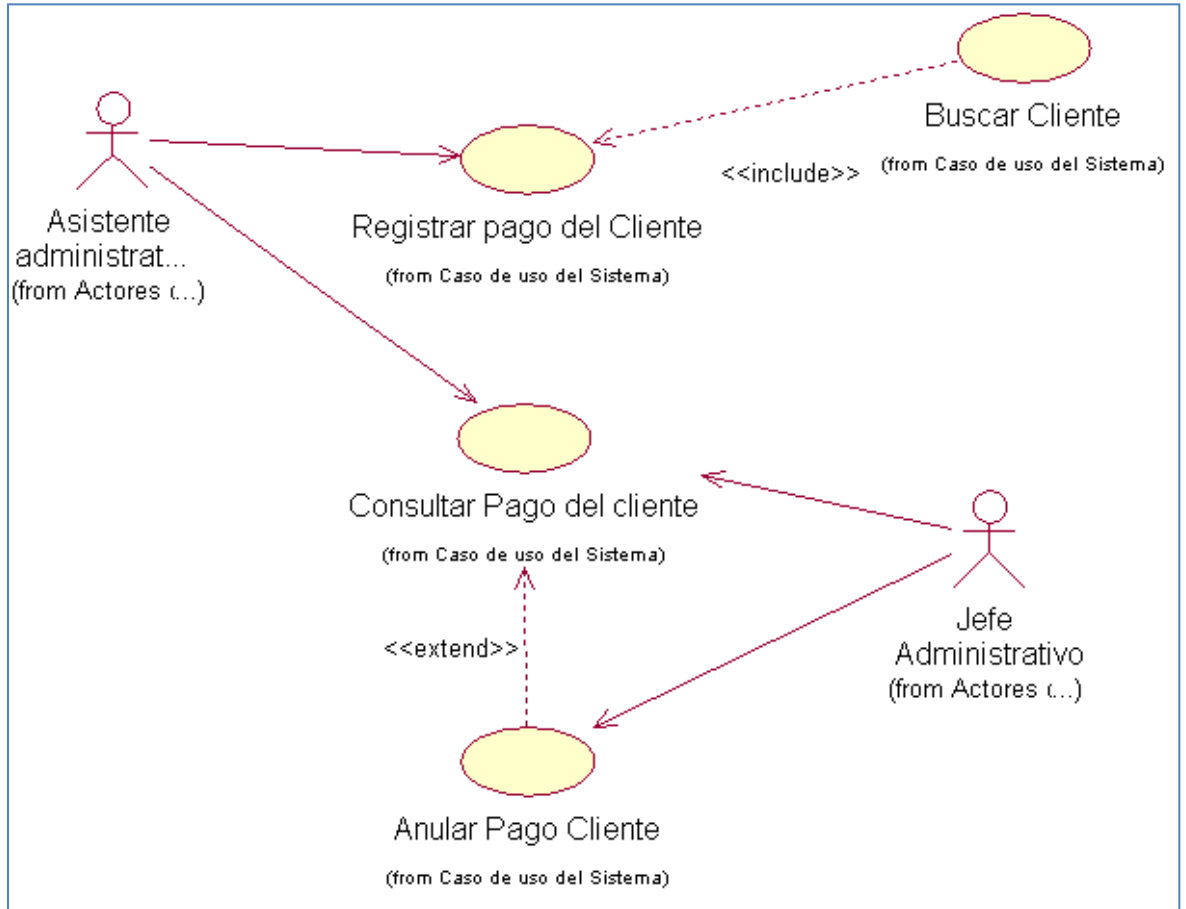 Buscar Cliente
(from Caso de uso del Sistema)
<<include>>
Asistente
administrat...
(from Actores (...)
Registrar pago del Cliente
(from Caso de uso del Sistema)
Consultar Pago del cliente
(from Caso de uso del Sistema)
<<extend>>
Jefe
Administrativo
(from Actores (...)
Anular Pago Cliente
(from Caso de uso del Sistema)